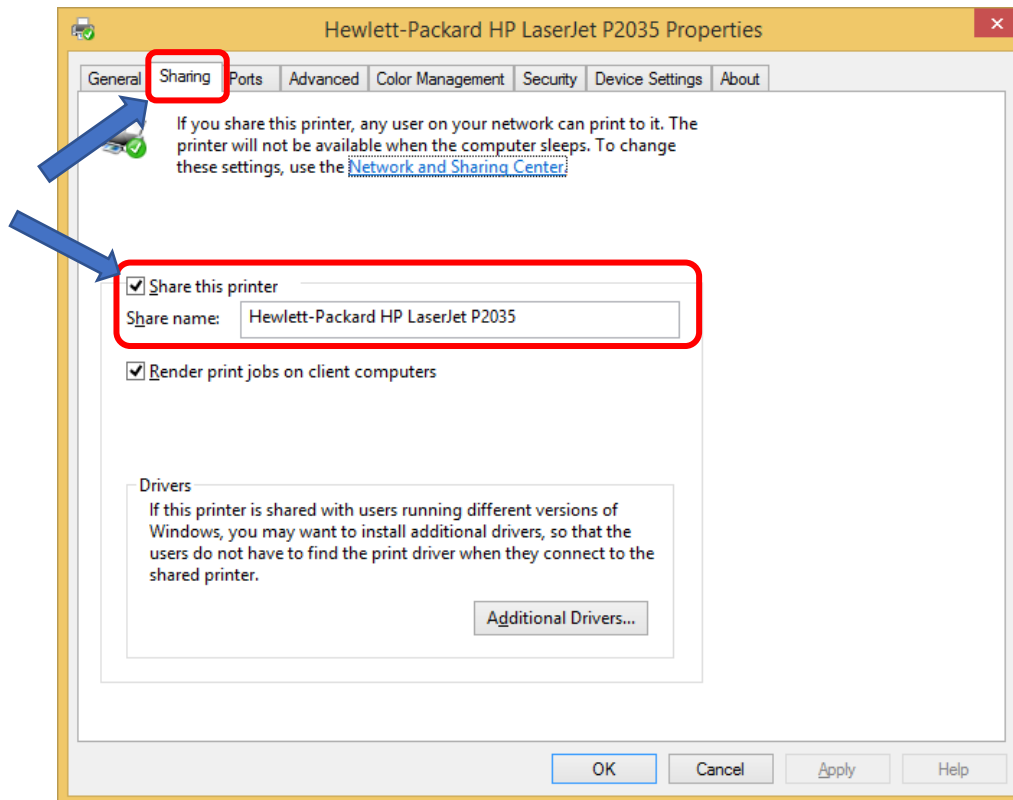 Hewlett-Packard HP LaserJet P2035 Properties
General Sharing Ports Advanced Color Management Security Device Settings About
If you share this printer, any user on your network can print to it. The
printer will not be available when the computer sleeps. To change
these settings, use the Network and Sharing Center.
Share this printer
Share name: Hewlett-Packard HP LaserJet P2035
Render print jobs on client computers
Drivers
If this printer is shared with users running different versions of
Windows, you may want to install additional drivers, so that the
users do not have to find the print driver when they connect to the
shared printer.
Additional Drivers...
OK Cancel Apply Help